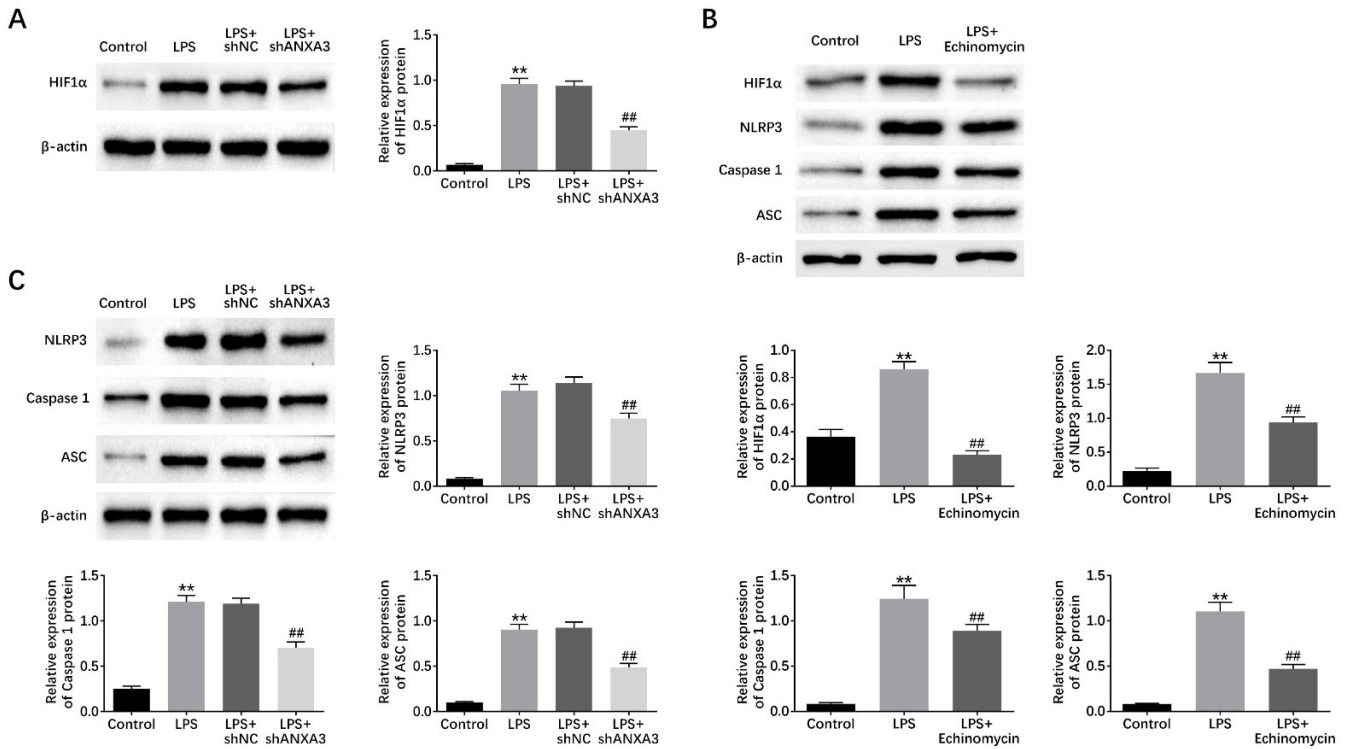 A
Control
LPS
LPS+
shNC
LPS+
shANXA3
HIF1α
β-actin
Relative expression
of HIF1α protein
1.5
1.0
0.5
0.0
**
##
Control
LPS
LPS+
shNC
LPS+
shANXA3
B
Control
LPS
LPS+
Echinomycin
HIF1α
NLRP3
Caspase 1
ASC
β-actin
C
Control
LPS
LPS+
shNC
LPS+
shANXA3
NLRP3
Caspase 1
ASC
β-actin
Relative expression
of NLRP3 protein
1.5
1.0
0.5
0.0
**
##
Control
LPS
LPS+
shNC
LPS+
shANXA3
Relative expression
of HIF1α protein
1.0
0.8
0.6
0.4
0.2
0.0
**
##
Control
LPS
LPS+
Echinomycin
Relative expression
of NLRP3 protein
2.0
1.5
1.0
0.5
0.0
**
##
Control
LPS
LPS+
Echinomycin
Relative expression
of Caspase 1 protein
1.5
1.0
0.5
0.0
**
##
Control
LPS
LPS+
shNC
LPS+
shANXA3
Relative expression
of ASC protein
1.5
1.0
0.5
0.0
**
##
Control
LPS
LPS+
shNC
LPS+
shANXA3
Relative expression
of Caspase 1 protein
1.5
1.0
0.5
0.0
**
##
Control
LPS
LPS+
Echinomycin
Relative expression
of ASC protein
1.5
1.0
0.5
0.0
**
##
Control
LPS
LPS+
Echinomycin